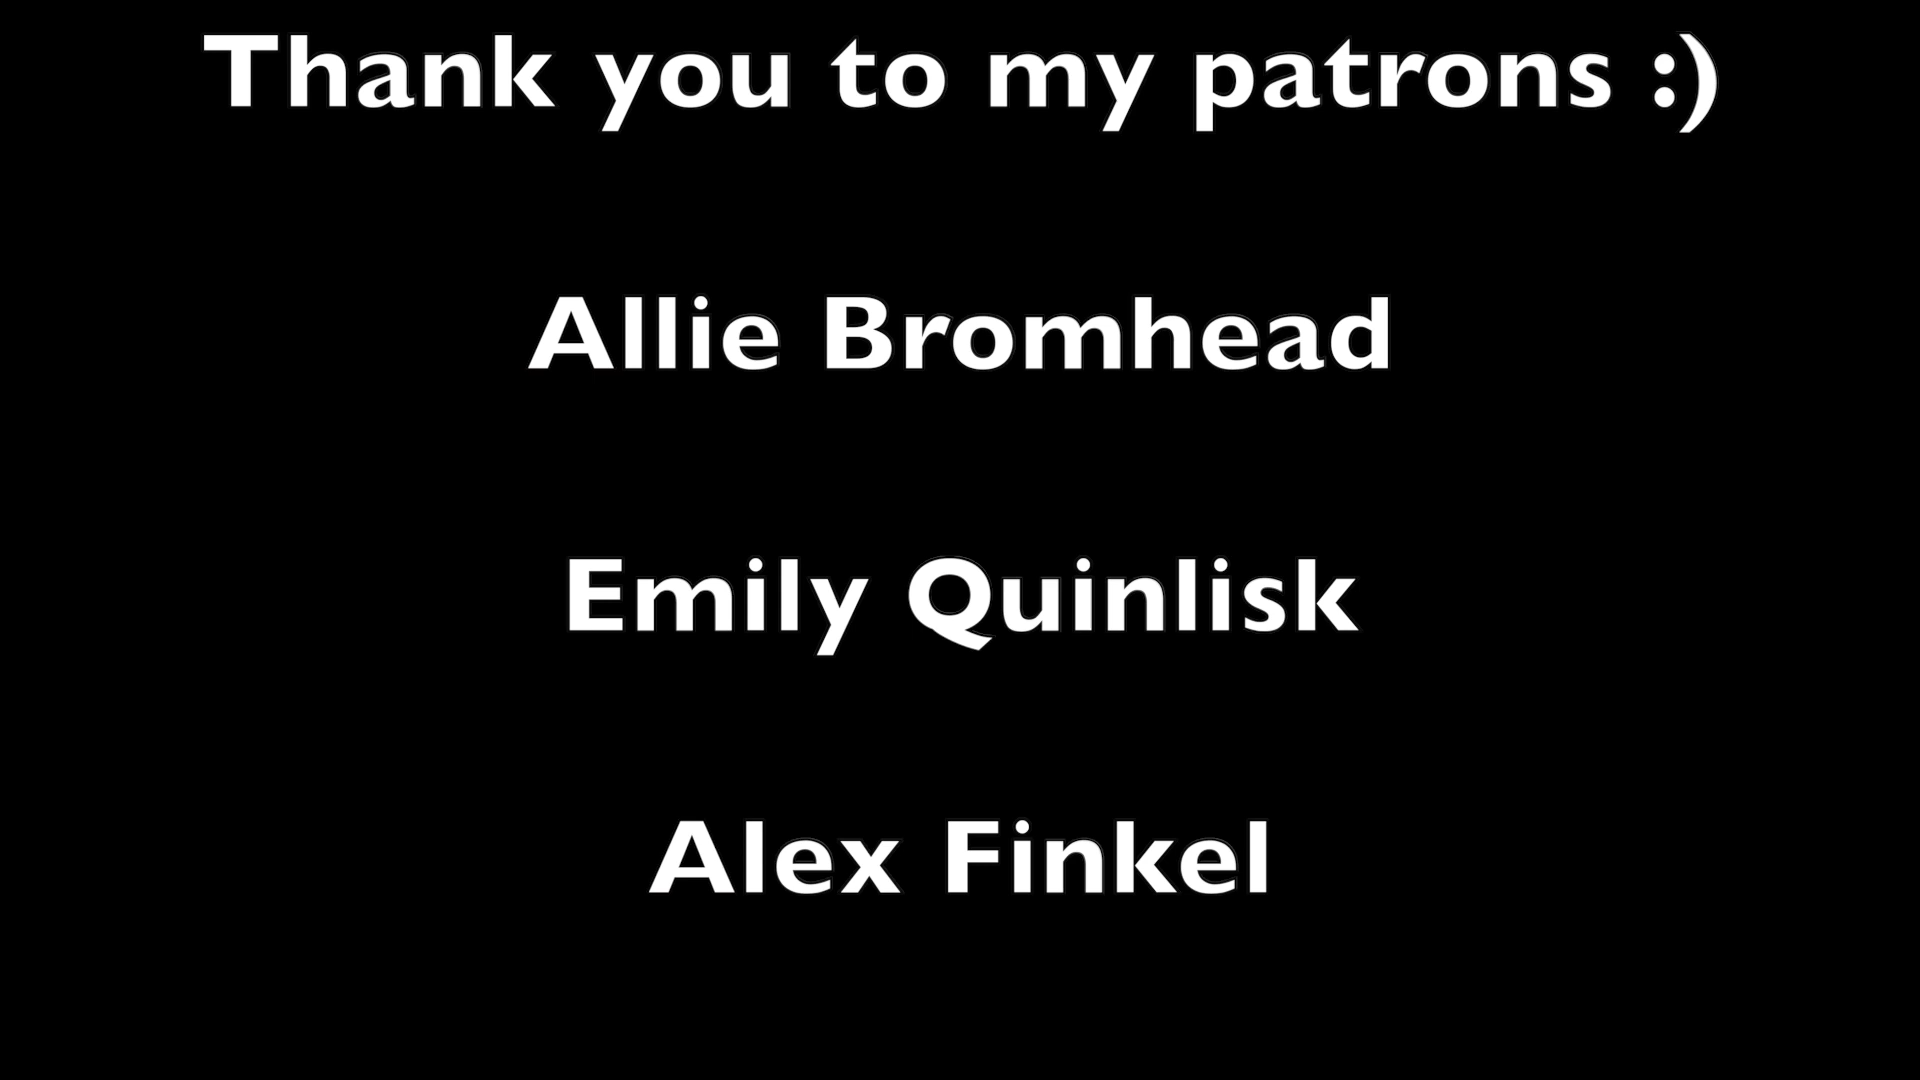 Thank you to my patrons :)
Allie Bromhead
Emily Quinlisk
Alex Finkel